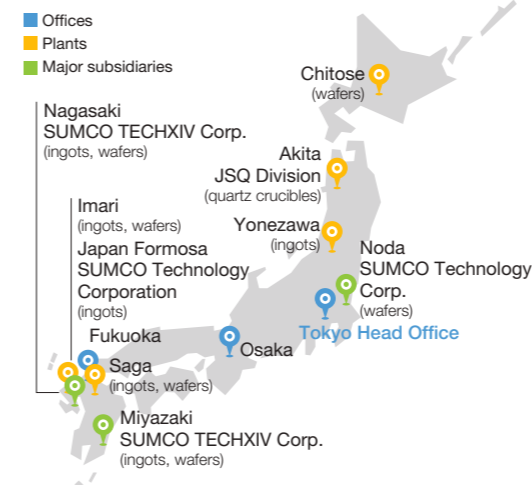 Offices
Plants
Major subsidiaries
Chitose
(wafers)
Nagasaki
SUMCO TECHXIV Corp.
(ingots, wafers)
Akita
JSQ Division
(quartz crucibles)
Imari
(ingots, wafers)
Japan Formosa
SUMCO Technology
Corporation
(ingots)
Yonezawa
(ingots)
Noda
SUMCO Technology
Corp.
(wafers)
Tokyo Head Office
Fukuoka
Osaka
Saga
(ingots, wafers)
Miyazaki
SUMCO TECHXIV Corp.
(ingots, wafers)